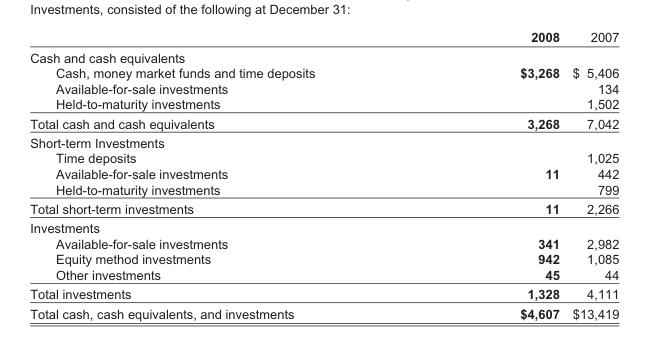 Investments, consisted of the following at December 31:
2008 2007
Cash and cash equivalents
Cash, money market funds and time deposits $3,268 $ 5,406
Available-for-sale investments 134
Held-to-maturity investments 1,502
Total cash and cash equivalents 3,268 7,042
Short-term Investments
Time deposits 1,025
Available-for-sale investments 11 442
Held-to-maturity investments 799
Total short-term investments 11 2,266
Investments
Available-for-sale investments 341 2,982
Equity method investments 942 1,085
Other investments 45 44
Total investments 1,328 4,111
Total cash, cash equivalents, and investments $4,607 $13,419